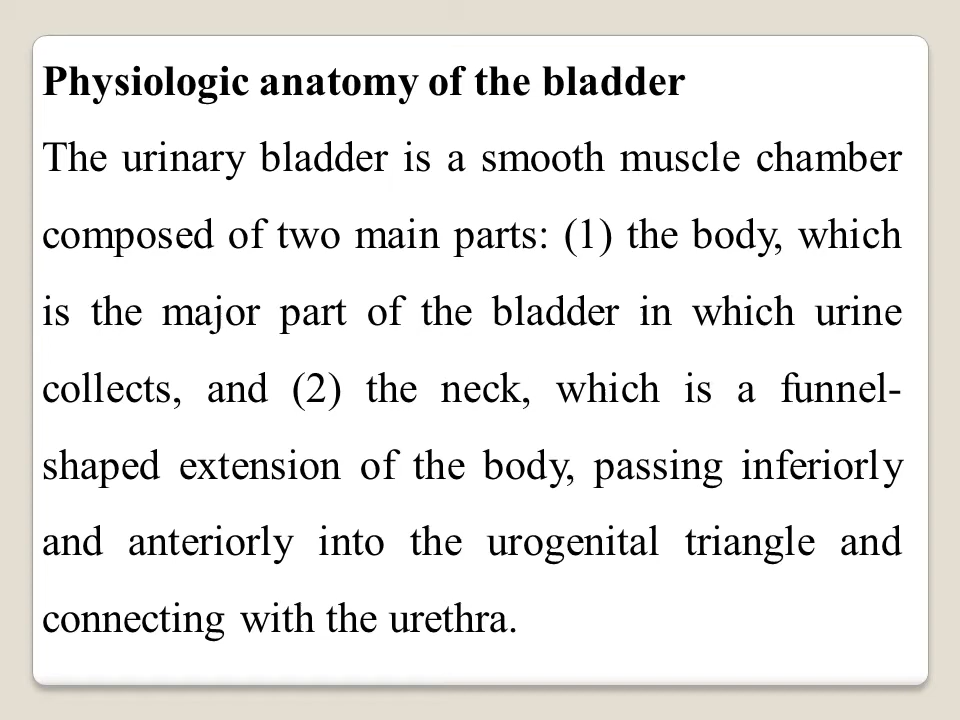 Physiologic anatomy of the bladder
The urinary bladder is a smooth muscle chamber
composed of two main parts: (1) the body, which
is the major part of the bladder in which urine
collects, and (2) the neck, which is a funnel-
shaped extension of the body, passing inferiorly
and anteriorly into the urogenital triangle and
connecting with the urethra.